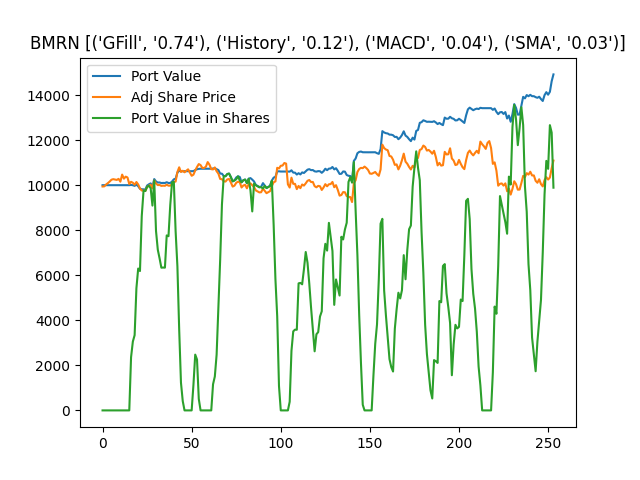 BMRN [('GFill', '0.74'), ('History', '0.12'), ('MACD', '0.04'), ('SMA', '0.03')]
Port Value
Adj Share Price
Port Value in Shares
14000
12000
10000
8000
6000
4000
2000
0
0 50 100 150 200 250